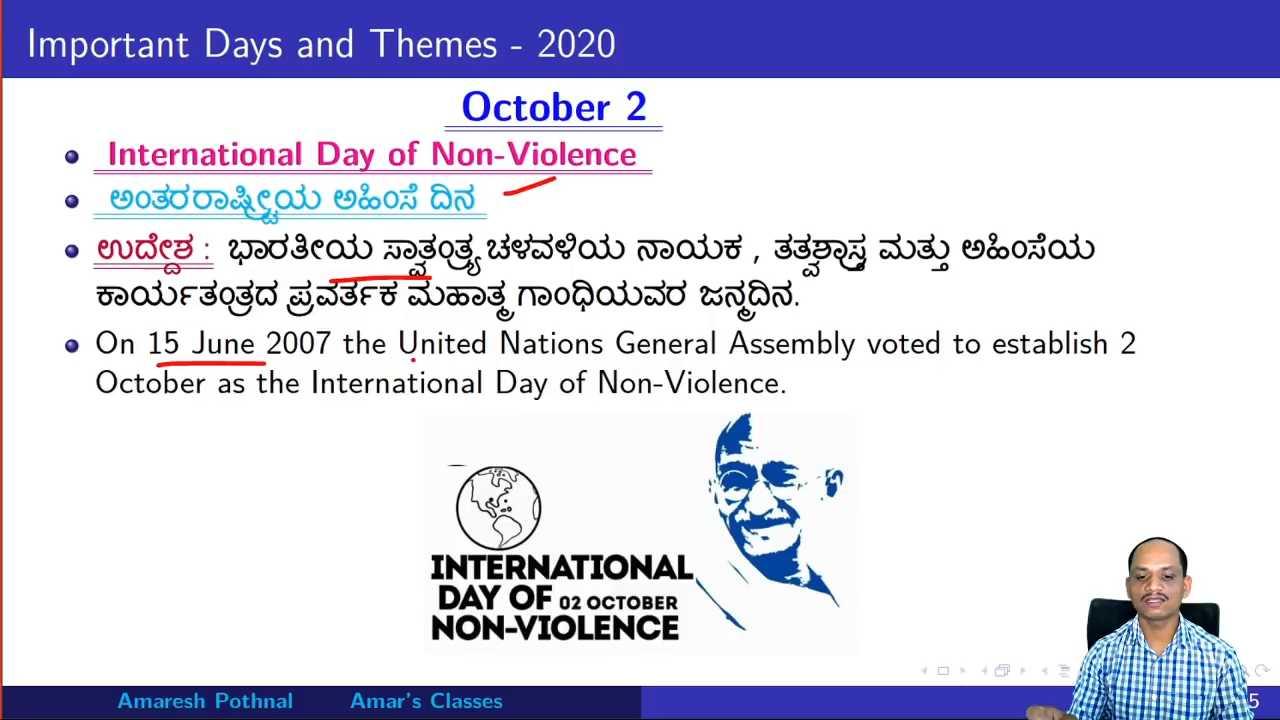 Important Days and Themes - 2020
October 2
International Day of Non-Violence
ಅಂತರರಾಷ್ಟ್ರೀಯ ಅಹಿಂಸೆ ದಿನ
ಉದ್ದೇಶ : ಭಾರತೀಯ ಸ್ವಾತಂತ್ರ್ಯ ಚಳವಳಿಯ ನಾಯಕ , ತತ್ವಶಾಸ್ತ್ರ ಮತ್ತು ಅಹಿಂಸೆಯ
ಕಾರ್ಯತಂತ್ರದ ಪ್ರವರ್ತಕ ಮಹಾತ್ಮ ಗಾಂಧಿಯವರ ಜನ್ಮದಿನ.
On 15 June 2007 the United Nations General Assembly voted to establish 2
October as the International Day of Non-Violence.
INTERNATIONAL
DAY OF 02 OCTOBER
NON-VIOLENCE
Amaresh Pothnal Amar's Classes
5